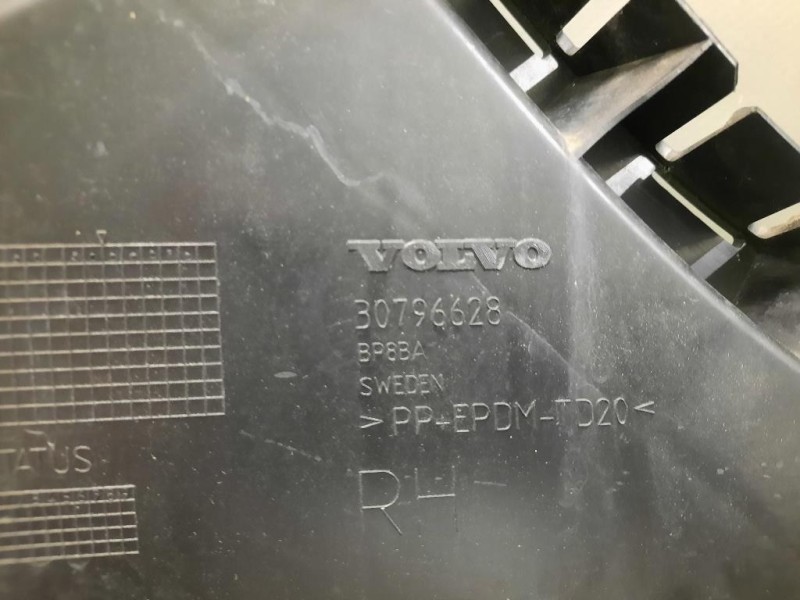 VOLVO
30796628
BP8BA
SWEDEN
>PP+EPDM-TD20<
TATUS
RH